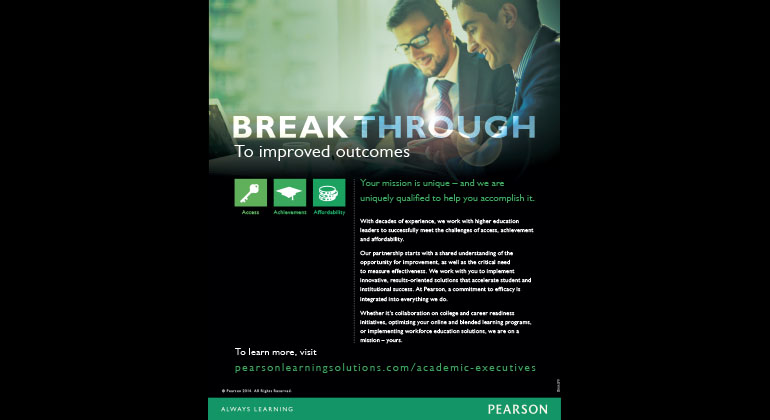 BREAKTHROUGH
To improved outcomes
Access
Achievement
Affordability
Your mission is unique – and we are
uniquely qualified to help you accomplish it.
With decades of experience, we work with higher education
leaders to successfully meet the challenges of access, achievement
and affordability.
Our partnership starts with a shared understanding of the
opportunity for improvement, as well as the critical need
to measure effectiveness. We work with you to implement
innovative, results-oriented solutions that accelerate student and
institutional success. At Pearson, a commitment to efficacy is
integrated into everything we do.
Whether it's collaboration on college and career readiness
initiatives, optimizing your online and blended learning programs,
or implementing workforce education solutions, we are on a
mission – yours.
To learn more, visit
pearsonlearningsolutions.com/academic-executives
© Pearson 2014. All Rights Reserved.
ALWAYS LEARNING
PEARSON